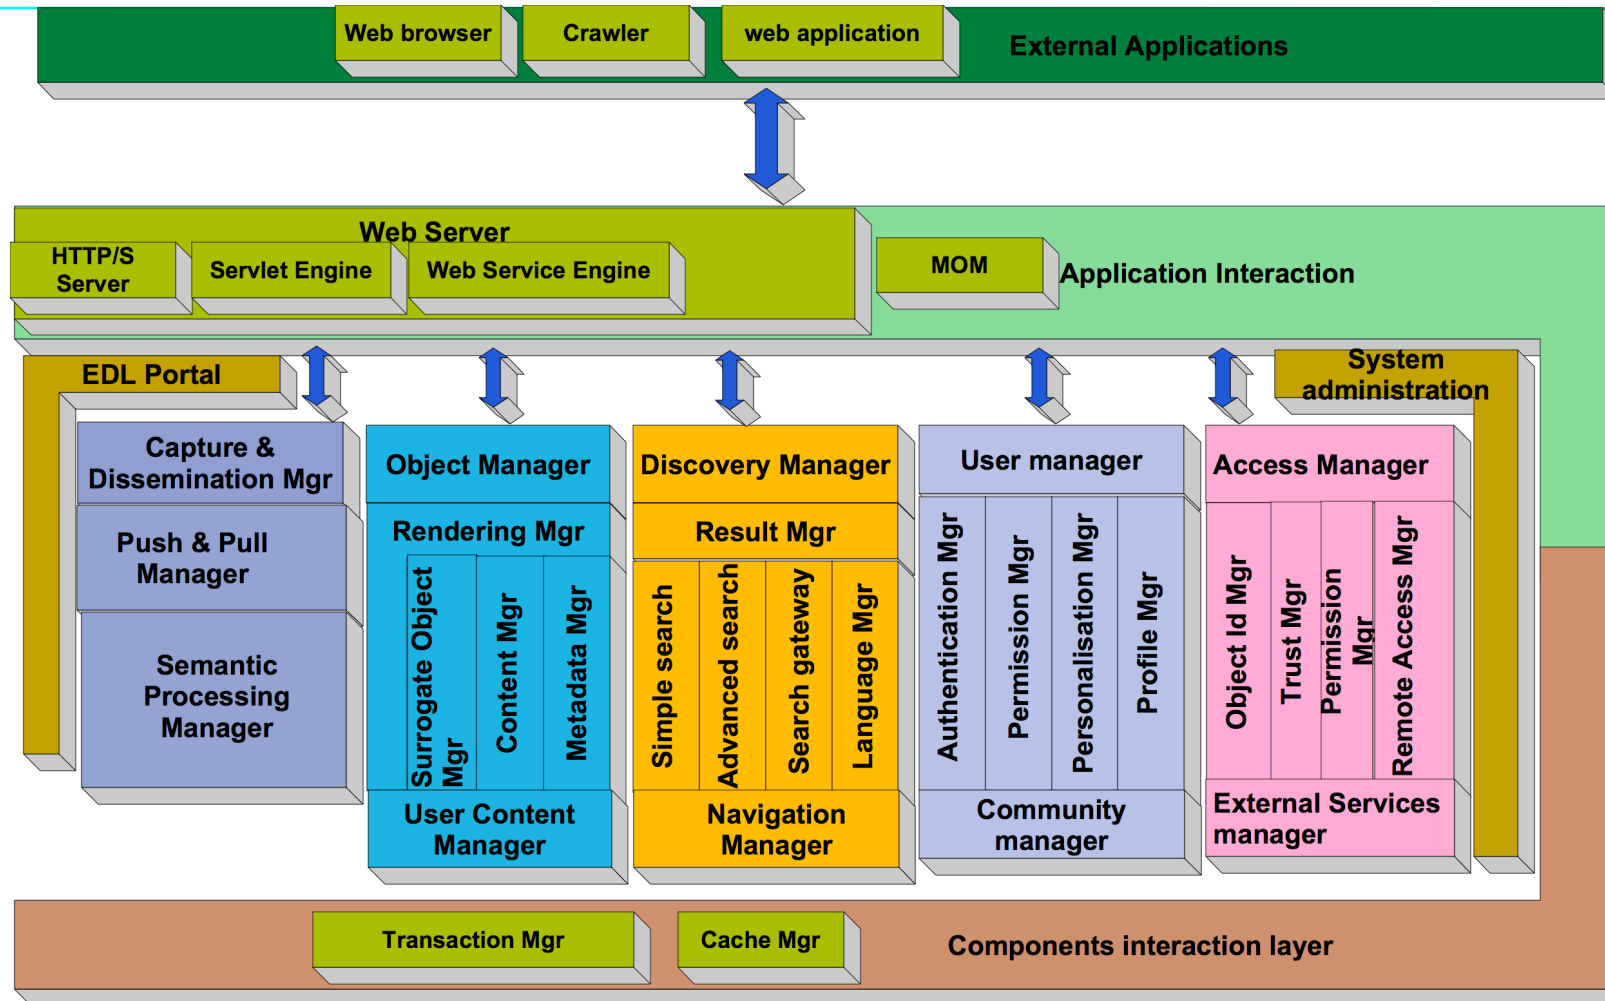 Web browser
Crawler
web application
External Applications
Web Server
HTTP/S
Server
Servlet Engine
Web Service Engine
MOM
Application Interaction
EDL Portal
System
administration
Capture &
Dissemination Mgr
Push & Pull
Manager
Semantic
Processing
Manager
Object Manager
Rendering Mgr
Surrogate Object
Mgr
Content Mgr
Metadata Mgr
User Content
Manager
Discovery Manager
Result Mgr
Simple search
Advanced search
Search gateway
Language Mgr
Navigation
Manager
User manager
Authentication Mgr
Permission Mgr
Personalisation Mgr
Profile Mgr
Community
manager
Access Manager
Object Id Mgr
Trust Mgr
Permission
Mgr
Remote Access Mgr
External Services
manager
Transaction Mgr
Cache Mgr
Components interaction layer